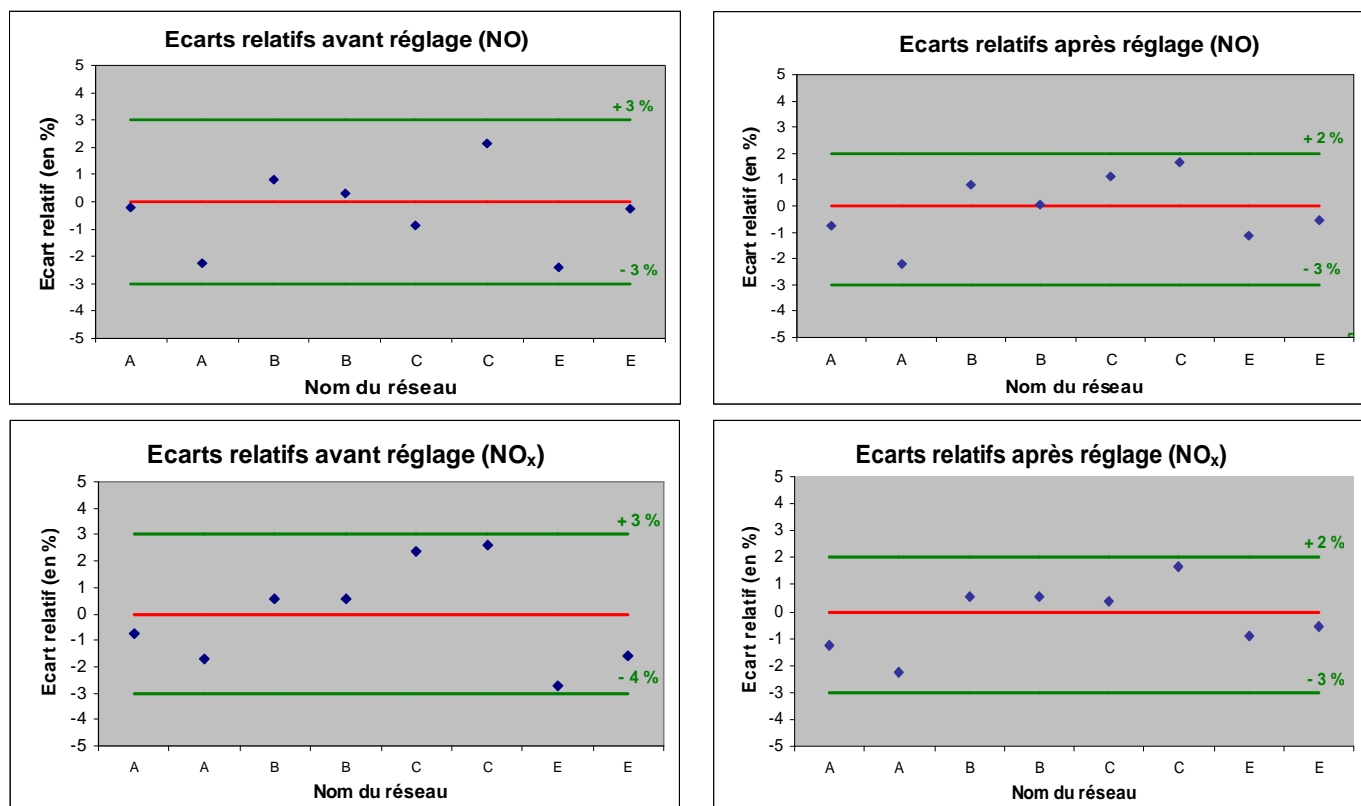 Ecarts relatifs avant réglage (NO)
5
4
3
2
1
0
-1
-2
-3
-4
-5
Ecart relatif (en %)
+ 3 %
- 3 %
A A B B C C E E
Nom du réseau
Ecarts relatifs après réglage (NO)
5
4
3
2
1
0
-1
-2
-3
-4
-5
Ecart relatif (en %)
+ 2 %
- 3 %
A A B B C C E E
Nom du réseau
Ecarts relatifs avant réglage (NOx)
5
4
3
2
1
0
-1
-2
-3
-4
-5
Ecart relatif (en %)
+ 3 %
- 4 %
A A B B C C E E
Nom du réseau
Ecarts relatifs après réglage (NOx)
5
4
3
2
1
0
-1
-2
-3
-4
-5
Ecart relatif (en %)
+ 2 %
- 3 %
A A B B C C E E
Nom du réseau